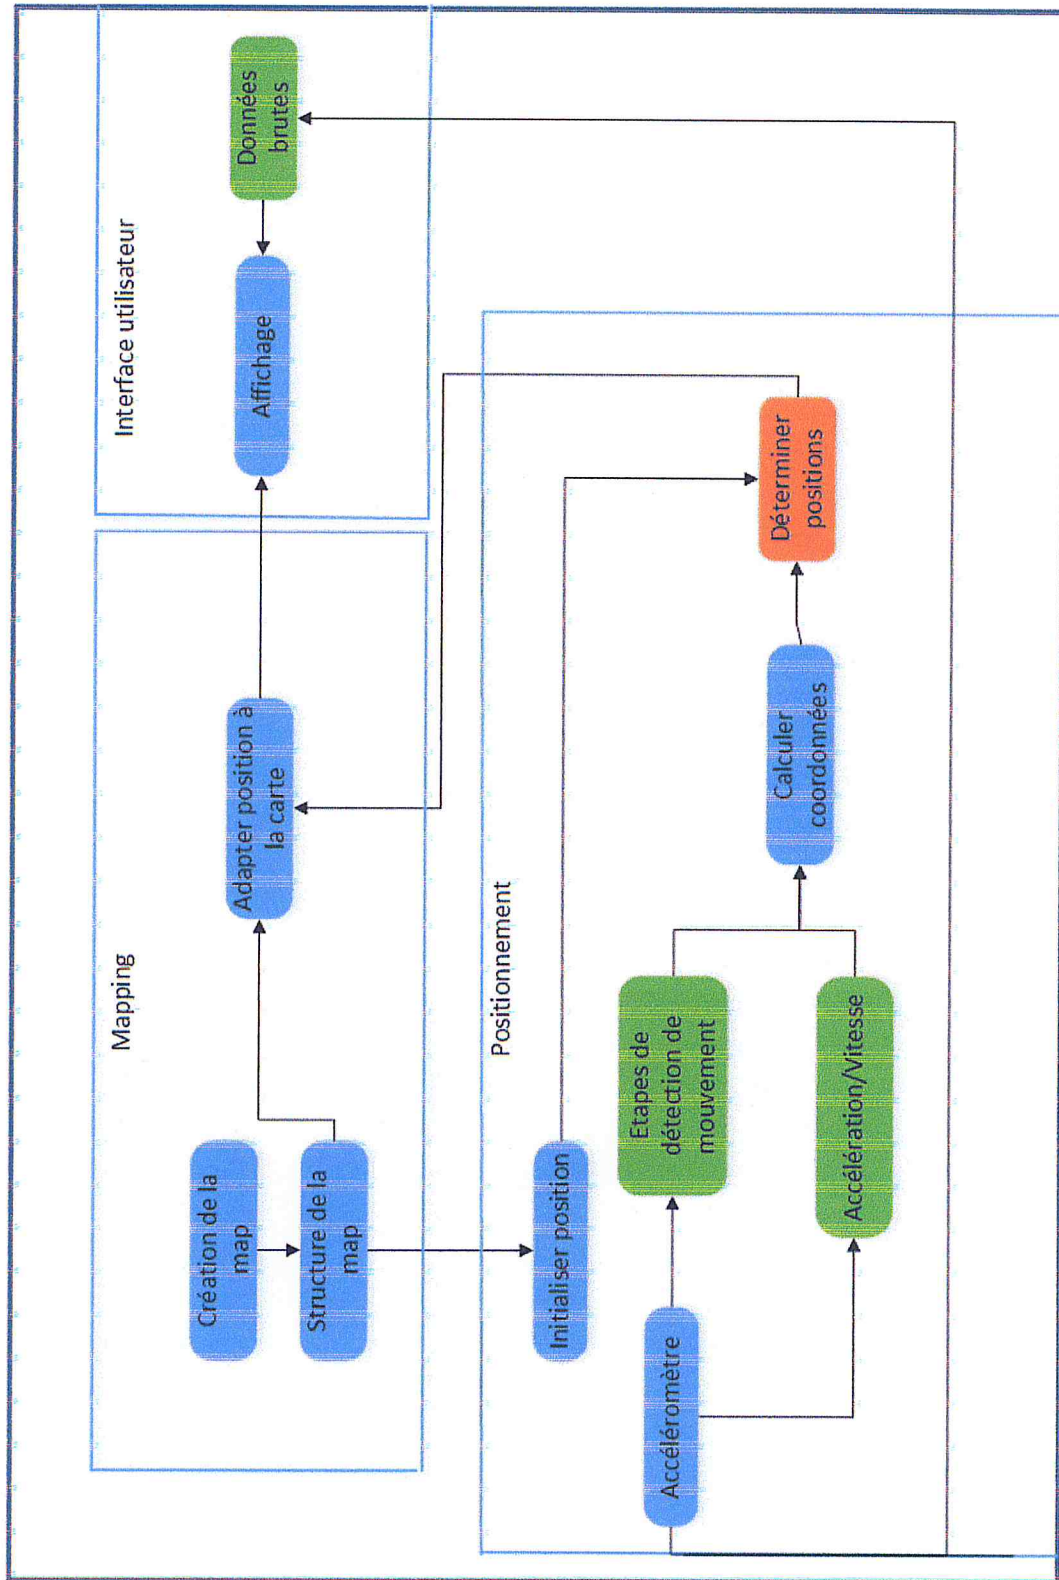 Mapping
Création de la
map
Structure de la
map
Adapter position à
la carte
Interface utilisateur
Affichage
Données
brutes
Positionnement
Initialiser position
Accéléromètre
Etapes de
détection de
mouvement
Accélération/vitesse
Calculer
coordonnées
Déterminer
positions